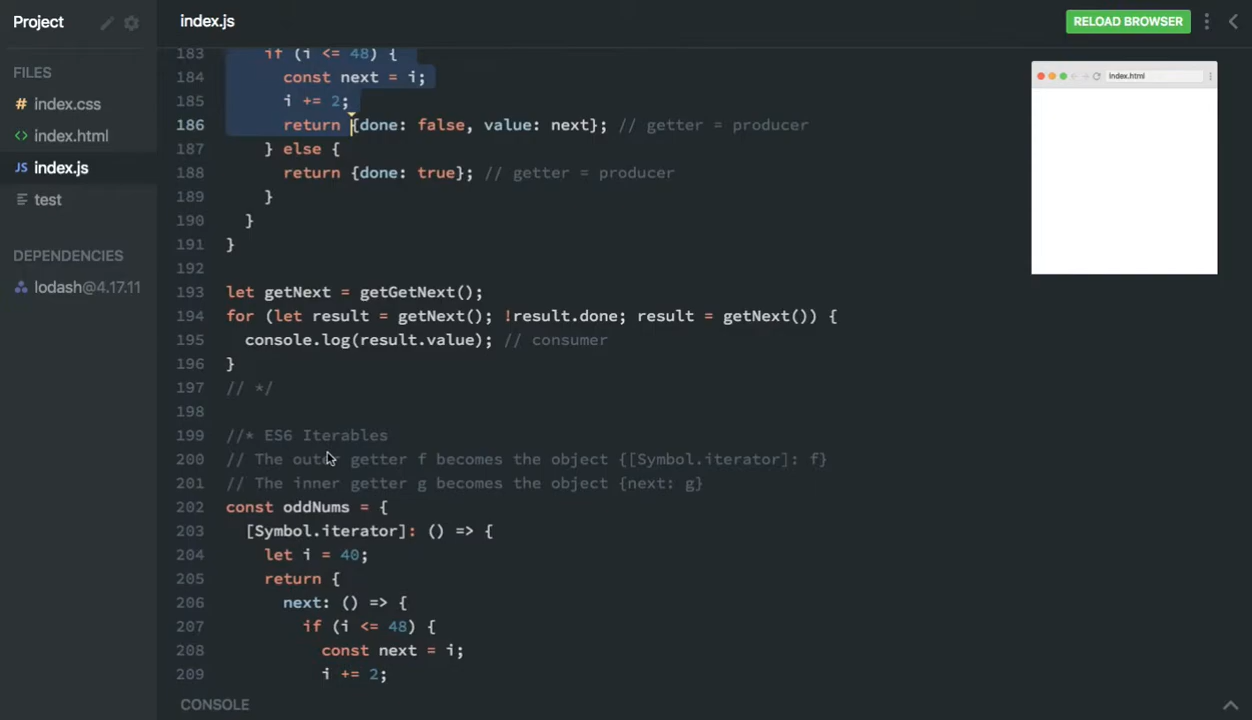 Project
index.js
RELOAD BROWSER
FILES
index.css
index.html
JS index.js
test
DEPENDENCIES
lodash@4.17.11
183 if (i <= 48) {
184 const next = i;
185 i += 2;
186 return {done: false, value: next}; // getter = producer
187 } else {
188 return {done: true}; // getter = producer
189 }
190 }
191 }
192
193 let getNext = getGetNext();
194 for (let result = getNext(); !result.done; result = getNext()) {
195 console.log(result.value); // consumer
196 }
197 // */
198
199 //* ES6 Iterables
200 // The outer getter f becomes the object {[Symbol.iterator]: f}
201 // The inner getter g becomes the object {next: g}
202 const oddNums = {
203 [Symbol.iterator]: () => {
204 let i = 40;
205 return {
206 next: () => {
207 if (i <= 48) {
208 const next = i;
209 i += 2;
CONSOLE
index.html